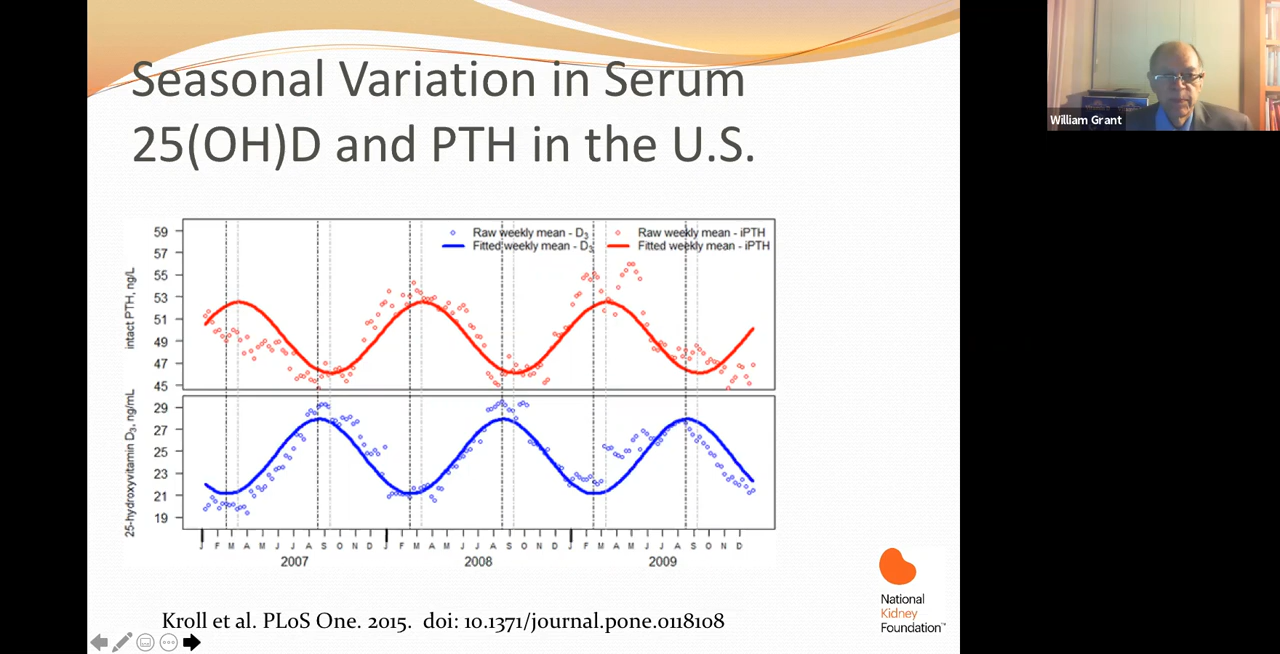 Seasonal Variation in Serum
25(OH)D and PTH in the U.S.
William Grant
Raw weekly mean - D₃
Fitted weekly mean - D₃
Raw weekly mean - iPTH
Fitted weekly mean - iPTH
intact PTH, ng/L
59
57
55
53
51
49
47
45
25-hydroxyvitamin D₃, ng/mL
29
27
25
23
21
19
J F M A M J J A S O N D J F M A M J J A S O N D J F M A M J J A S O N D
2007 2008 2009
Kroll et al. PLoS One. 2015. doi: 10.1371/journal.pone.0118108
National
Kidney
Foundation™